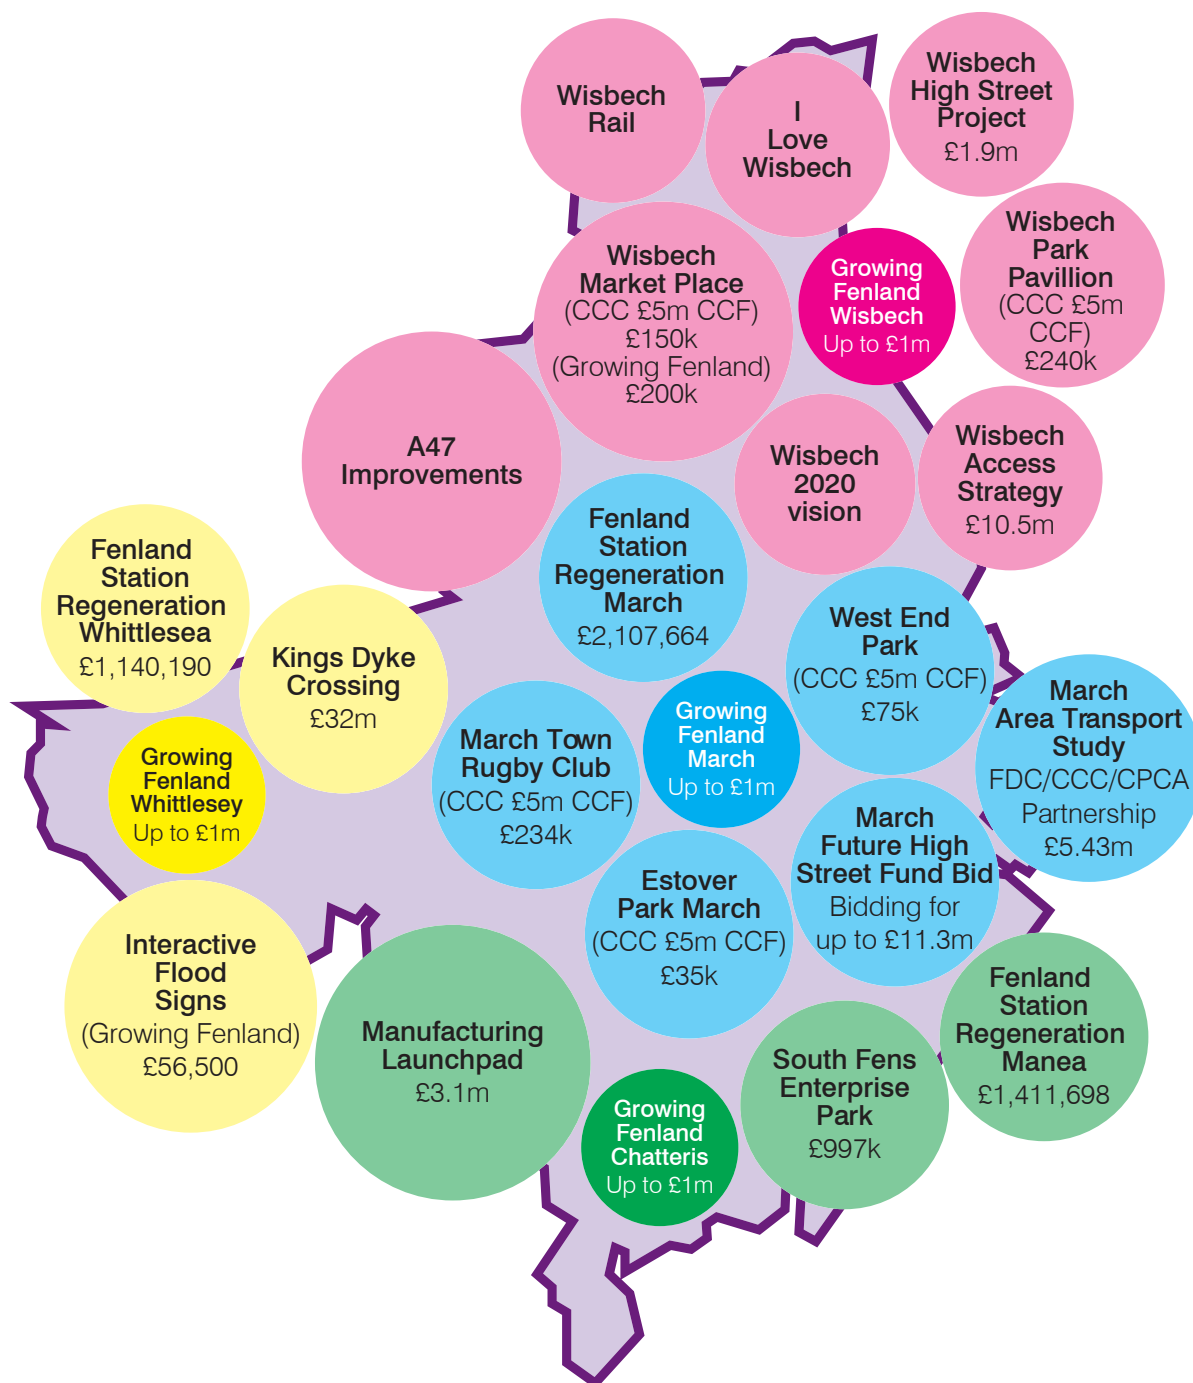 Wisbech
Rail
I
Love
Wisbech
Wisbech
High Street
Project
£1.9m
Wisbech
Market Place
(CCC £5m CCF)
£150k
(Growing Fenland)
£200k
Growing
Fenland
Wisbech
Up to £1m
Wisbech
Park
Pavillion
(CCC £5m
CCF)
£240k
A47
Improvements
Wisbech
2020
vision
Wisbech
Access
Strategy
£10.5m
Fenland
Station
Regeneration
Whittlesea
£1,140,190
Kings Dyke
Crossing
£32m
Fenland
Station
Regeneration
March
£2,107,664
West End
Park
(CCC £5m CCF)
£75k
Growing
Fenland
Whittlesey
Up to £1m
March Town
Rugby Club
(CCC £5m CCF)
£234k
Growing
Fenland
March
Up to £1m
March
Area Transport
Study
FDC/CCC/CPCA
Partnership
£5.43m
March
Future High
Street Fund Bid
Bidding for
up to £11.3m
Estover
Park March
(CCC £5m CCF)
£35k
Interactive
Flood
Signs
(Growing Fenland)
£56,500
Manufacturing
Launchpad
£3.1m
Growing
Fenland
Chatteris
Up to £1m
South Fens
Enterprise
Park
£997k
Fenland
Station
Regeneration
Manea
£1,411,698